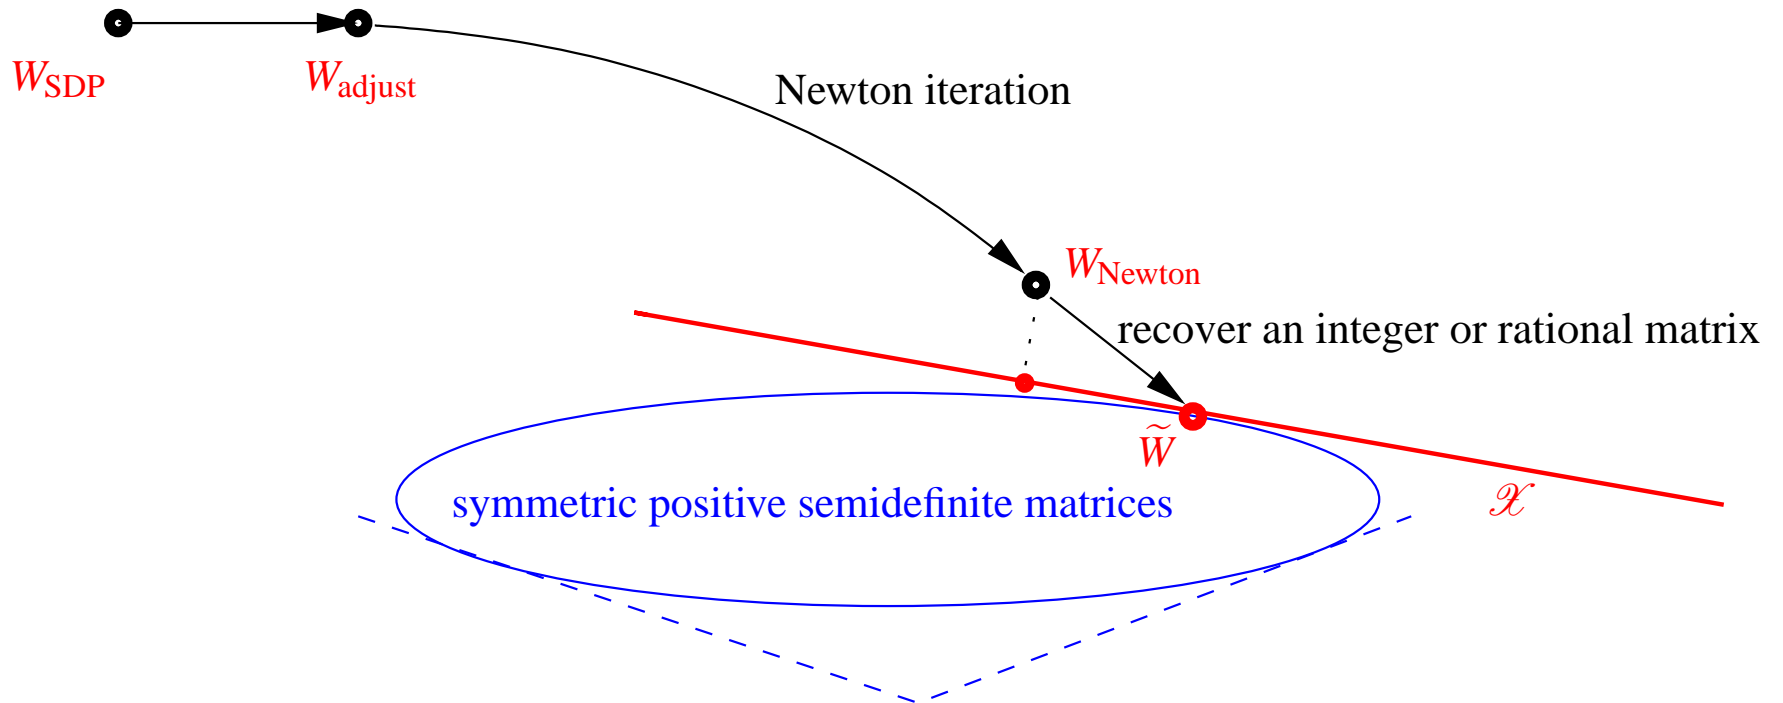 W_SDP
W_adjust
Newton iteration
W_Newton
recover an integer or rational matrix
W̃
𝒳
symmetric positive semidefinite matrices